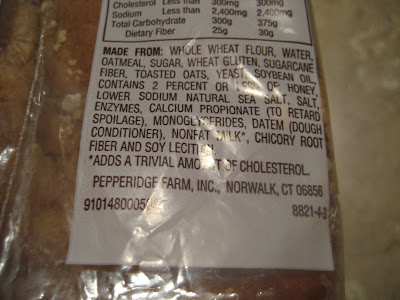 Cholesterol Less than 300mg 300mg
Sodium Less than 2,400mg 2,400mg
Total Carbohydrate 300g 375g
Dietary Fiber 25g 30g
MADE FROM: WHOLE WHEAT FLOUR, WATER,
OATMEAL, SUGAR, WHEAT GLUTEN, SUGARCANE
FIBER, TOASTED OATS, YEAST, SOYBEAN OIL,
CONTAINS 2 PERCENT OR LESS OF: HONEY,
LOWER SODIUM NATURAL SEA SALT, SALT,
ENZYMES, CALCIUM PROPIONATE (TO RETARD
SPOILAGE), MONOGLYCERIDES, DATEM (DOUGH
CONDITIONER), NONFAT MILK*, CHICORY ROOT
FIBER AND SOY LECITHIN.
*ADDS A TRIVIAL AMOUNT OF CHOLESTEROL.
PEPPERIDGE FARM, INC., NORWALK, CT 06856
8821-4-3